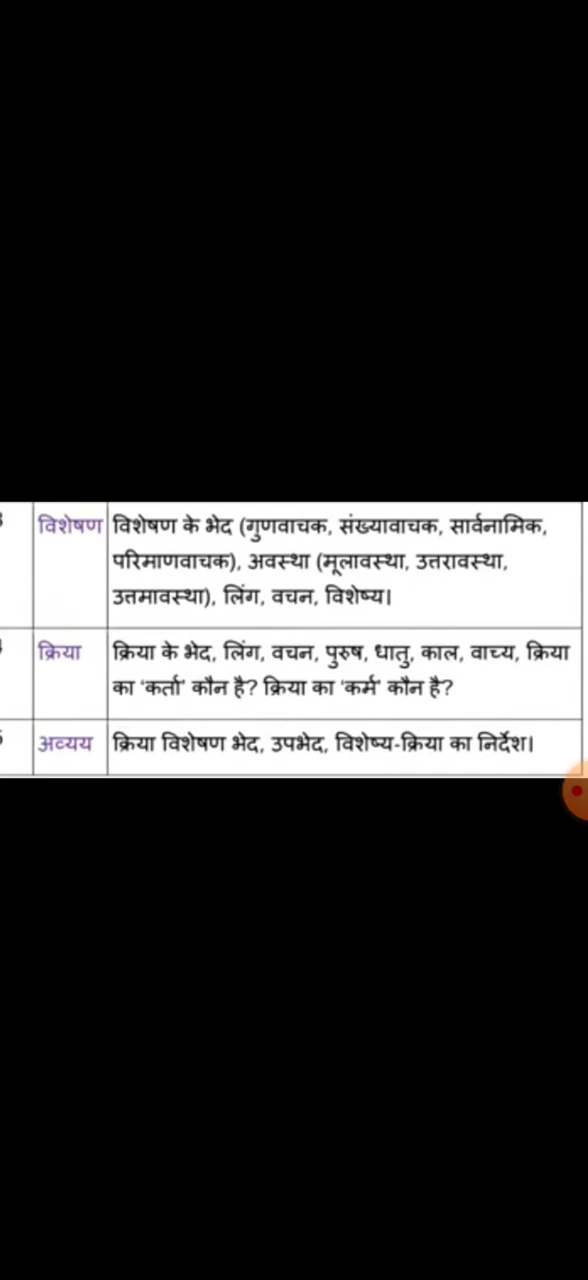 विशेषण विशेषण के भेद (गुणवाचक, संख्यावाचक, सार्वनामिक,
परिमाणवाचक), अवस्था (मूलावस्था, उत्तरावस्था,
उत्तमावस्था), लिंग, वचन, विशेष्य।
क्रिया क्रिया के भेद, लिंग, वचन, पुरुष, धातु, काल, वाच्य, क्रिया
का ‘कर्ता’ कौन है? क्रिया का ‘कर्म’ कौन है?
अव्यय क्रिया विशेषण भेद, उपभेद, विशेष्य-क्रिया का निर्देश।